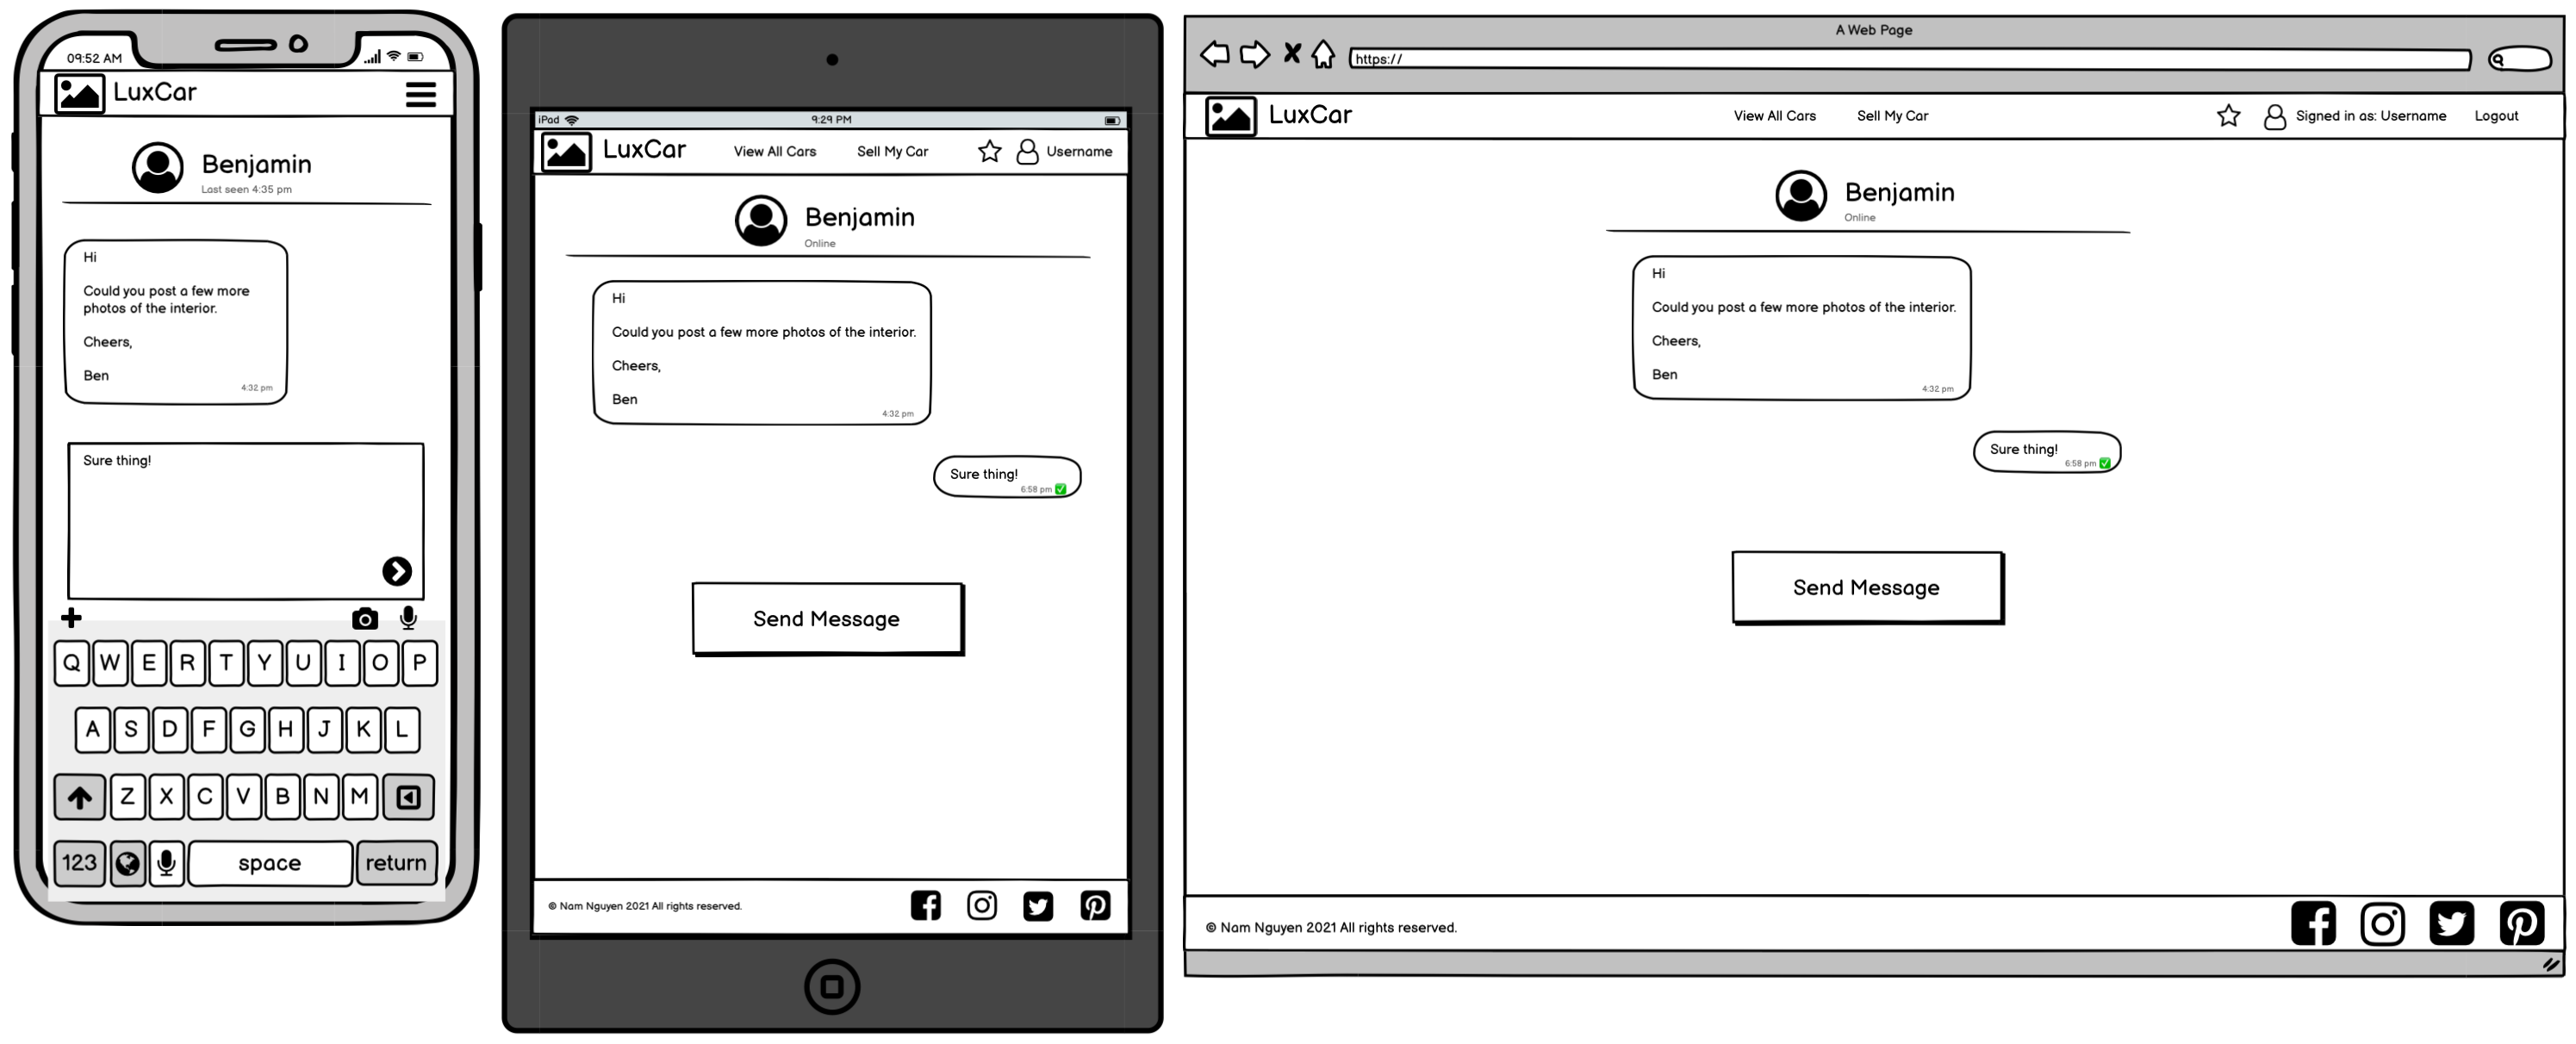 09:52 AM
LuxCar
Benjamin
Last seen 4:35 pm
Hi
Could you post a few more
photos of the interior.
Cheers,
Ben
4:32 pm
Sure thing!
Q W E R T Y U I O P
A S D F G H J K L
Z X C V B N M
123 space return
iPad 9:29 PM
LuxCar View All Cars Sell My Car Username
Benjamin
Online
Hi
Could you post a few more photos of the interior.
Cheers,
Ben
4:32 pm
Sure thing!
6:58 pm ✅
Send Message
© Nam Nguyen 2021 All rights reserved.
A Web Page
https://
LuxCar View All Cars Sell My Car Signed in as: Username Logout
Benjamin
Online
Hi
Could you post a few more photos of the interior.
Cheers,
Ben
4:32 pm
Sure thing!
6:58 pm ✅
Send Message
© Nam Nguyen 2021 All rights reserved.